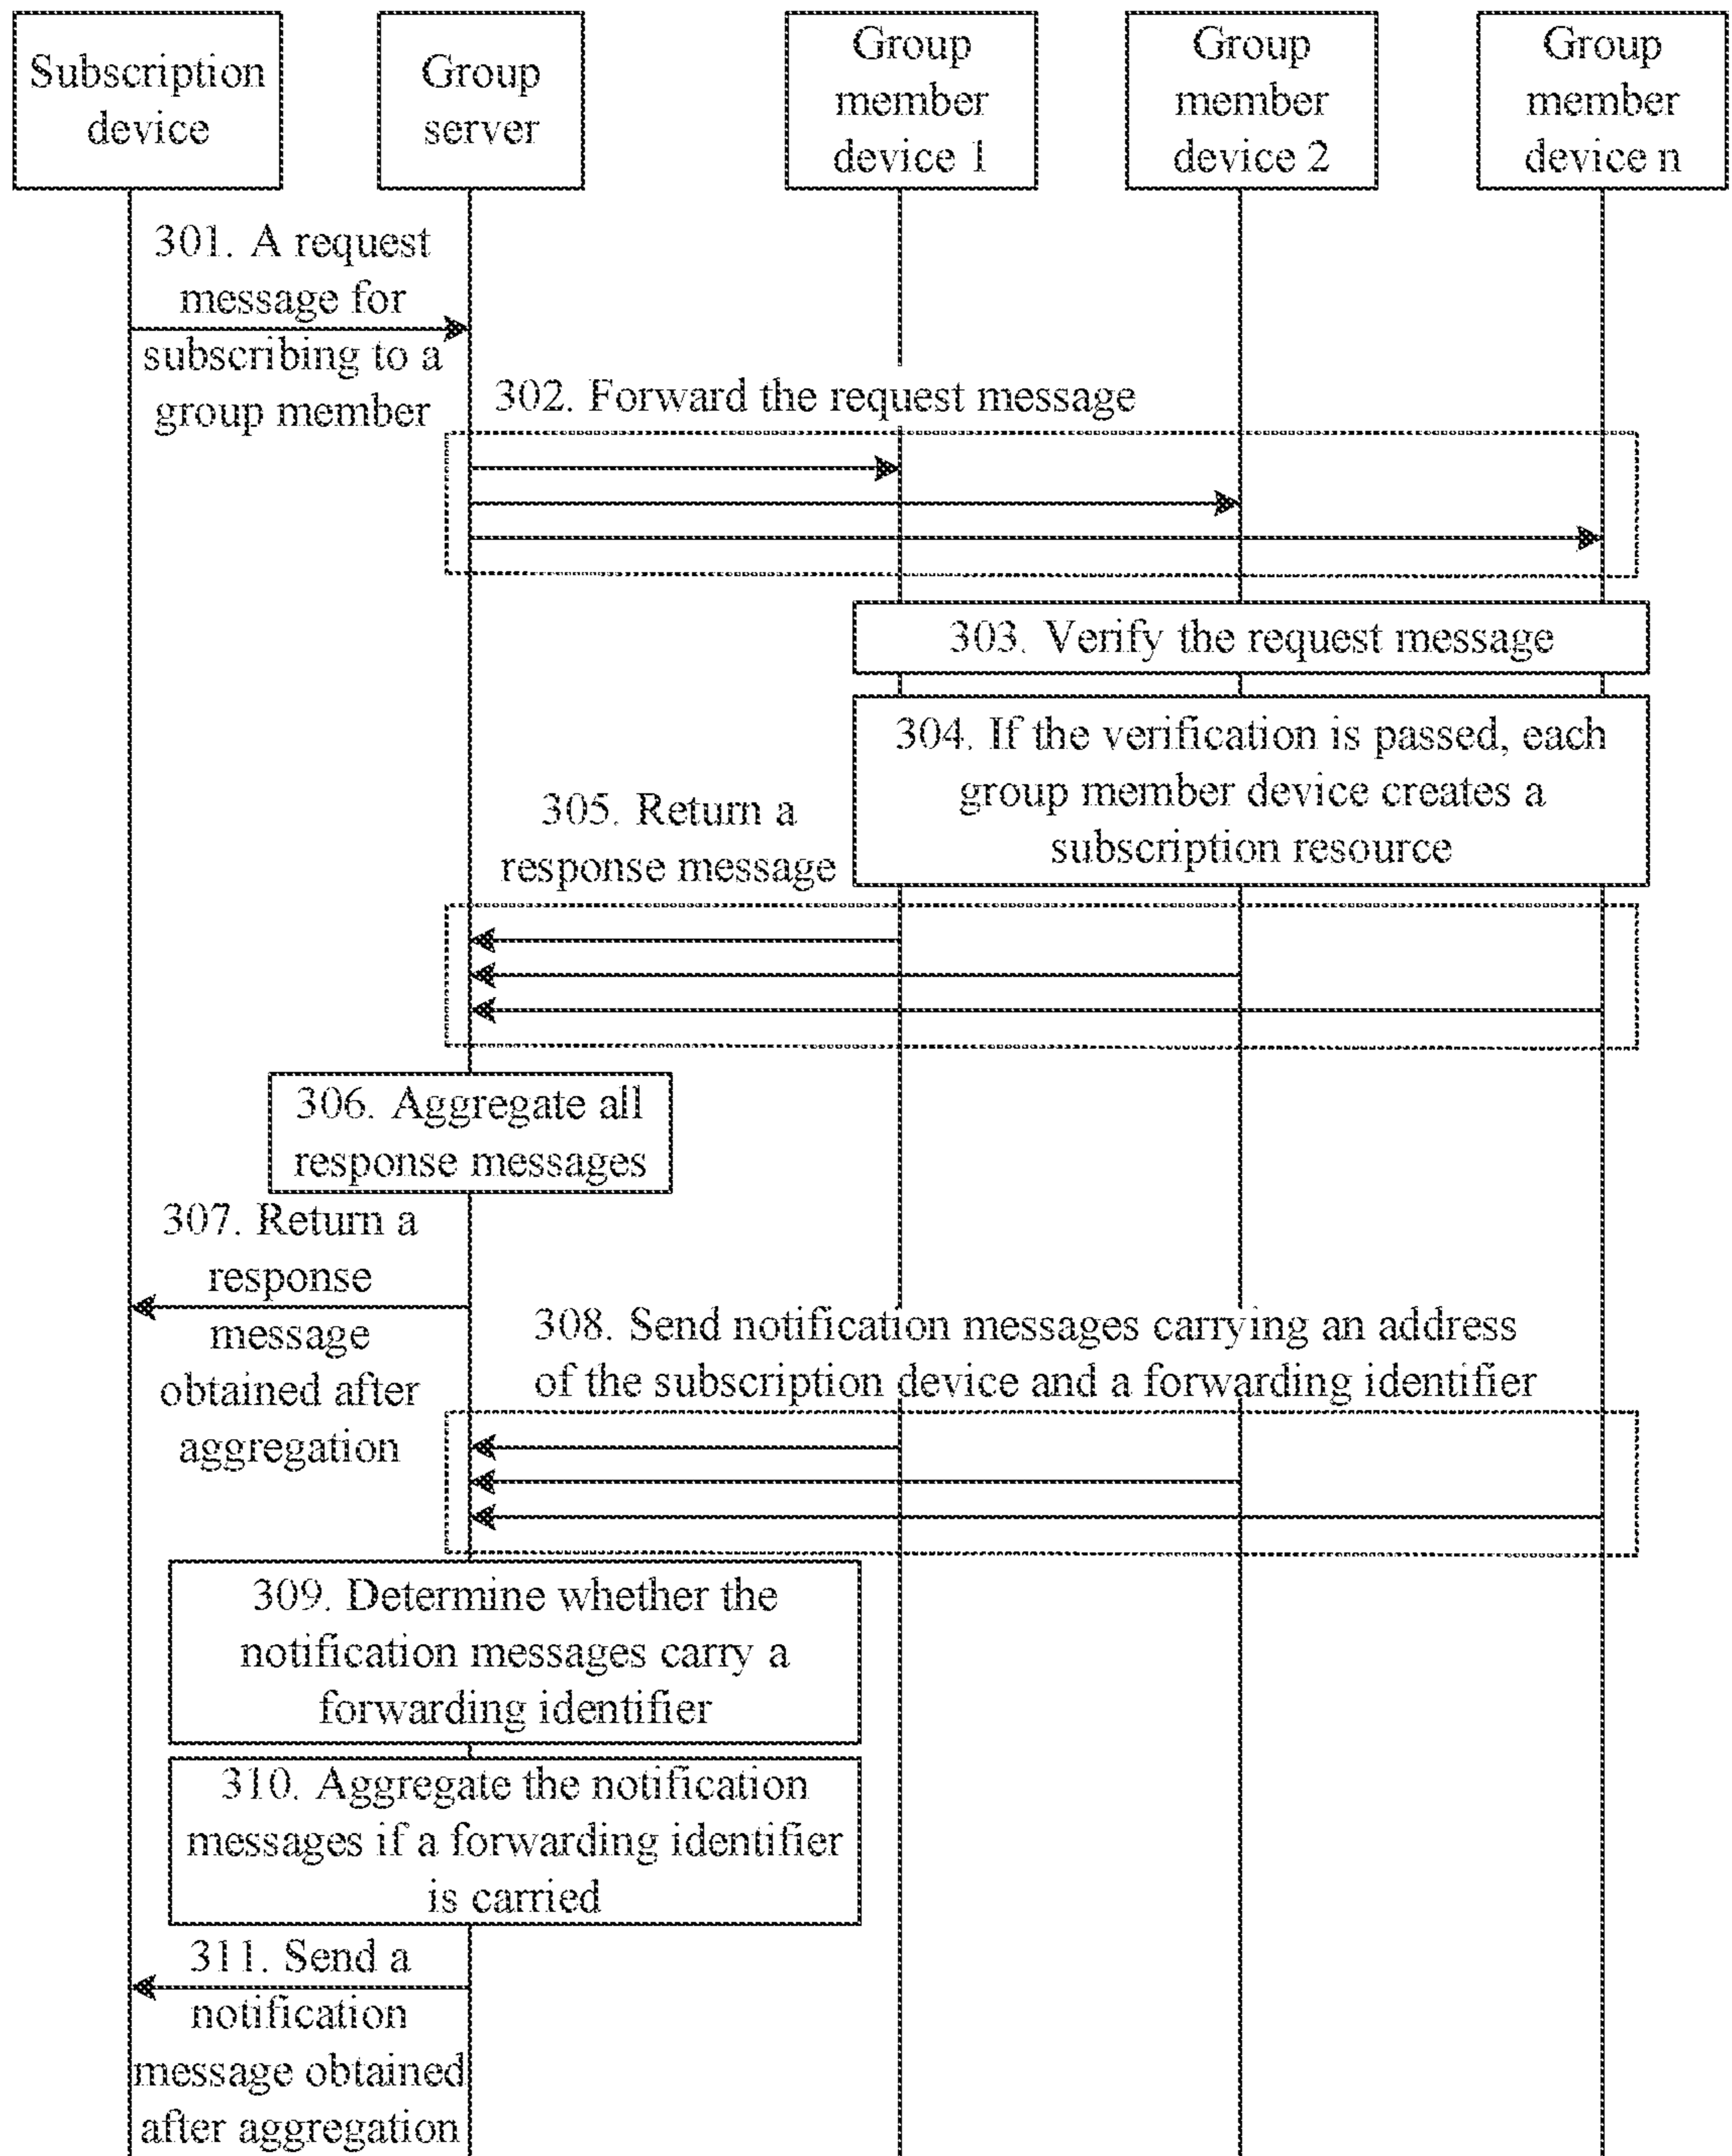 Subscription
device
Group
server
Group
member
device 1
Group
member
device 2
Group
member
device n
301. A request
message for
subscribing to a
group member
302. Forward the request message
303. Verify the request message
304. If the verification is passed, each
group member device creates a
subscription resource
305. Return a
response message
306. Aggregate all
response messages
307. Return a
response
message
obtained after
aggregation
308. Send notification messages carrying an address
of the subscription device and a forwarding identifier
309. Determine whether the
notification messages carry a
forwarding identifier
310. Aggregate the notification
messages if a forwarding identifier
is carried
311. Send a
notification
message obtained
after aggregation